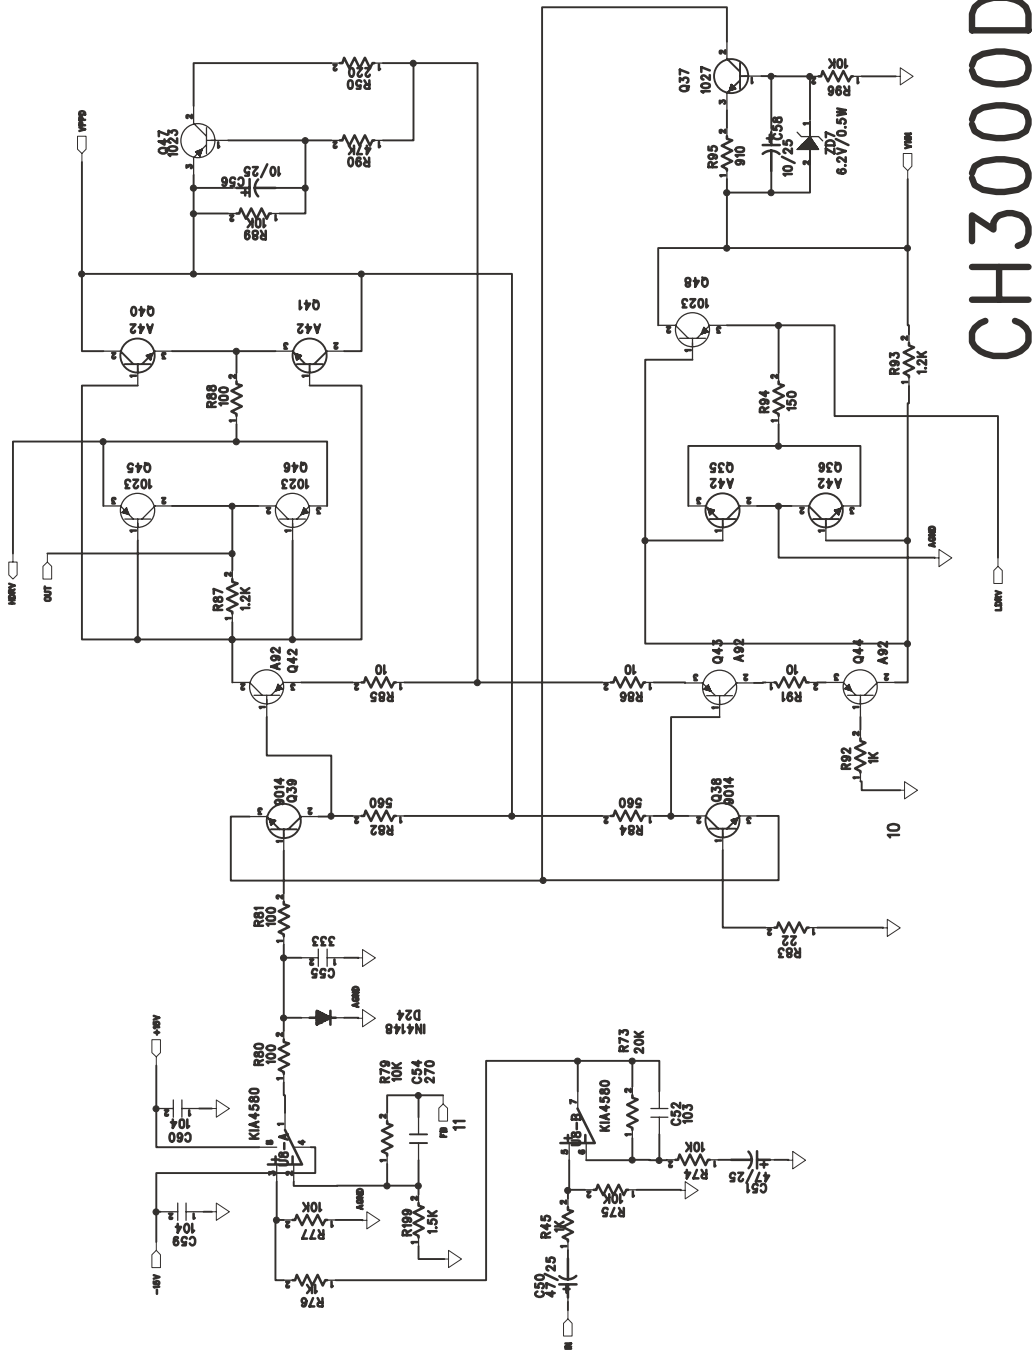 CH3000D
VPPD
Q47
1023
R50
220
R90
47K
C56
10/25
R89
10K
Q37
1027
R96
10K
R95
910
C58
10/25
7D7
6.2V/0.5W
Q40
A42
Q41
A42
R88
100
Q45
1023
Q46
1023
HDRV
OUT
R87
1.2K
Q48
1023
R93
1.2K
R94
150
Q35
A42
Q36
A42
AGND
LDRV
A92
Q42
R85
10
R86
10
Q43
A92
R91
10
Q44
A92
R92
1K
10
9014
Q39
R82
560
R84
560
Q38
9014
R81
100
R83
22
C55
333
AGND
D24
IN4148
+15V
C60
104
R80
100
KIA4580
U8-A
R79
10K
C54
270
FB
11
C59
104
-15V
R77
10K
AGND
R199
1.5K
R76
1K
KIA4580
U8-B
R73
20K
C52
103
R74
10K
C51
47/25
R75
10K
R45
1K
C50
47/25
IN